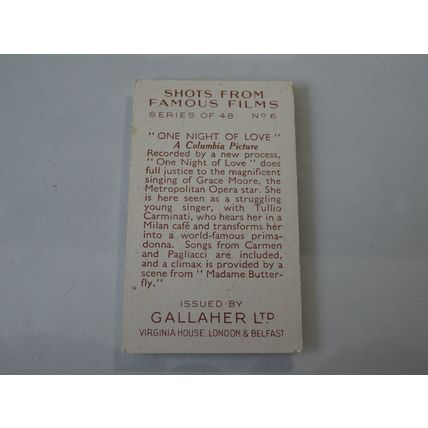 SHOTS FROM
FAMOUS FILMS
SERIES OF 48. Nº 6
"ONE NIGHT OF LOVE"
A Columbia Picture
Recorded by a new process,
"One Night of Love" does
full justice to the magnificent
singing of Grace Moore, the
Metropolitan Opera star. She
is here seen as a struggling
young singer, with Tullio
Carminati, who hears her in a
Milan café and transforms her
into a world-famous prima-
donna. Songs from Carmen
and Pagliacci are included,
and a climax is provided by a
scene from "Madame Butter-
fly."
ISSUED BY
GALLAHER LTD
VIRGINIA HOUSE. LONDON & BELFAST